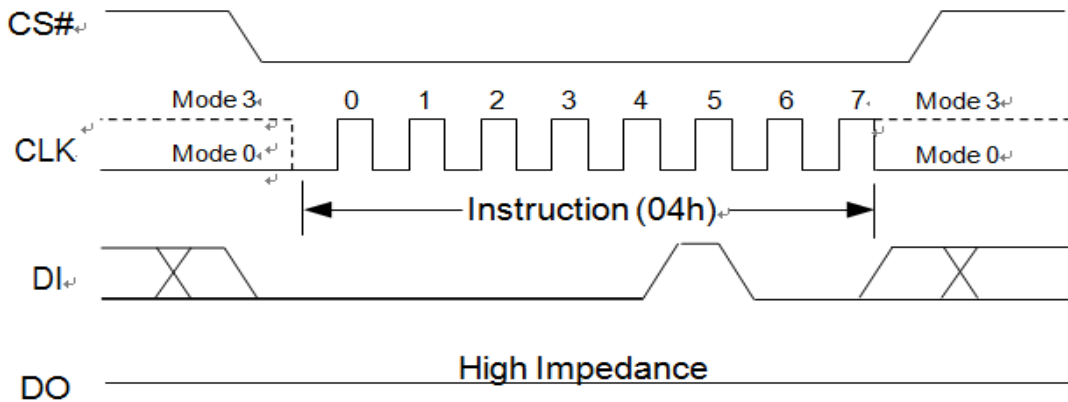 CS#
Mode 3 0 1 2 3 4 5 6 7 Mode 3
CLK
Mode 0 Mode 0
Instruction (04h)
DI
High Impedance
DO